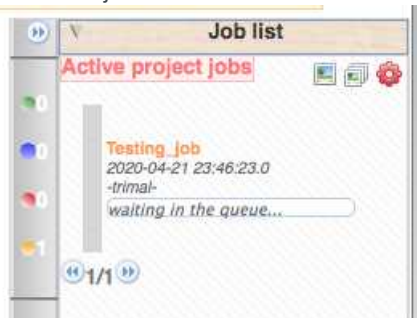 Job list
Active project jobs
0
0
0
1
Testing_job
2020-04-21 23:46:23.0
-trimal-
waiting in the queue...
1/1